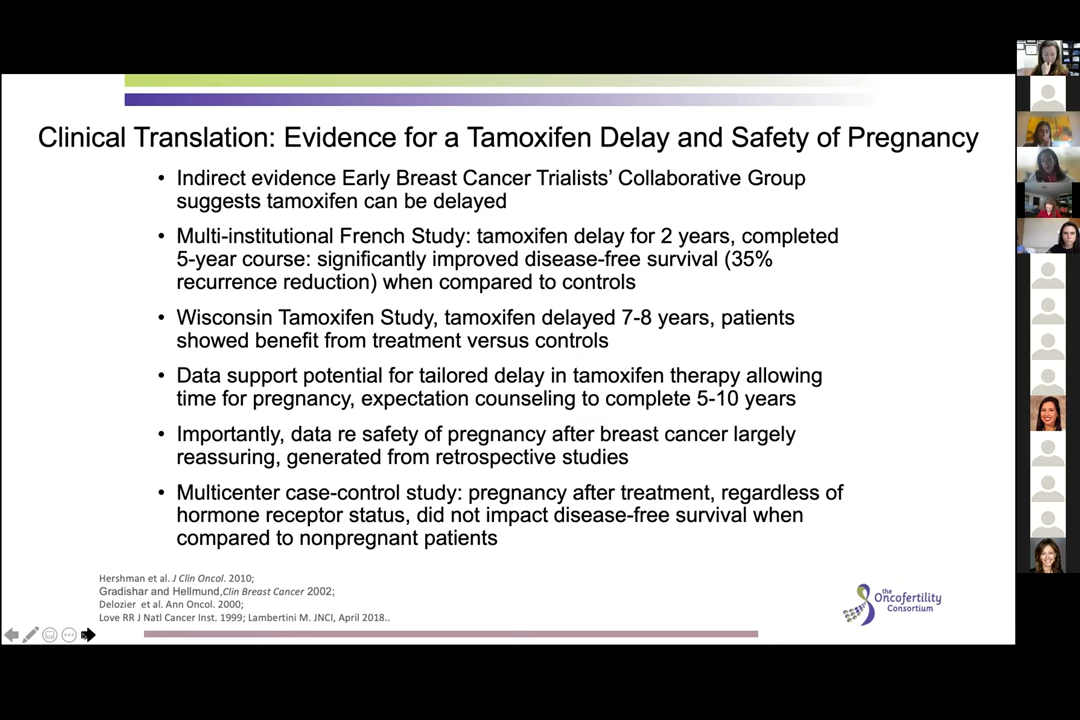 Clinical Translation: Evidence for a Tamoxifen Delay and Safety of Pregnancy
• Indirect evidence Early Breast Cancer Trialists’ Collaborative Group
suggests tamoxifen can be delayed
• Multi-institutional French Study: tamoxifen delay for 2 years, completed
5-year course: significantly improved disease-free survival (35%
recurrence reduction) when compared to controls
• Wisconsin Tamoxifen Study, tamoxifen delayed 7-8 years, patients
showed benefit from treatment versus controls
• Data support potential for tailored delay in tamoxifen therapy allowing
time for pregnancy, expectation counseling to complete 5-10 years
• Importantly, data re safety of pregnancy after breast cancer largely
reassuring, generated from retrospective studies
• Multicenter case-control study: pregnancy after treatment, regardless of
hormone receptor status, did not impact disease-free survival when
compared to nonpregnant patients
Hershman et al. J Clin Oncol. 2010;
Gradishar and Hellmund,Clin Breast Cancer 2002;
Delozier et al. Ann Oncol. 2000;
Love RR J Natl Cancer Inst. 1999; Lambertini M. JNCI, April 2018..
the
Oncofertility
Consortium™